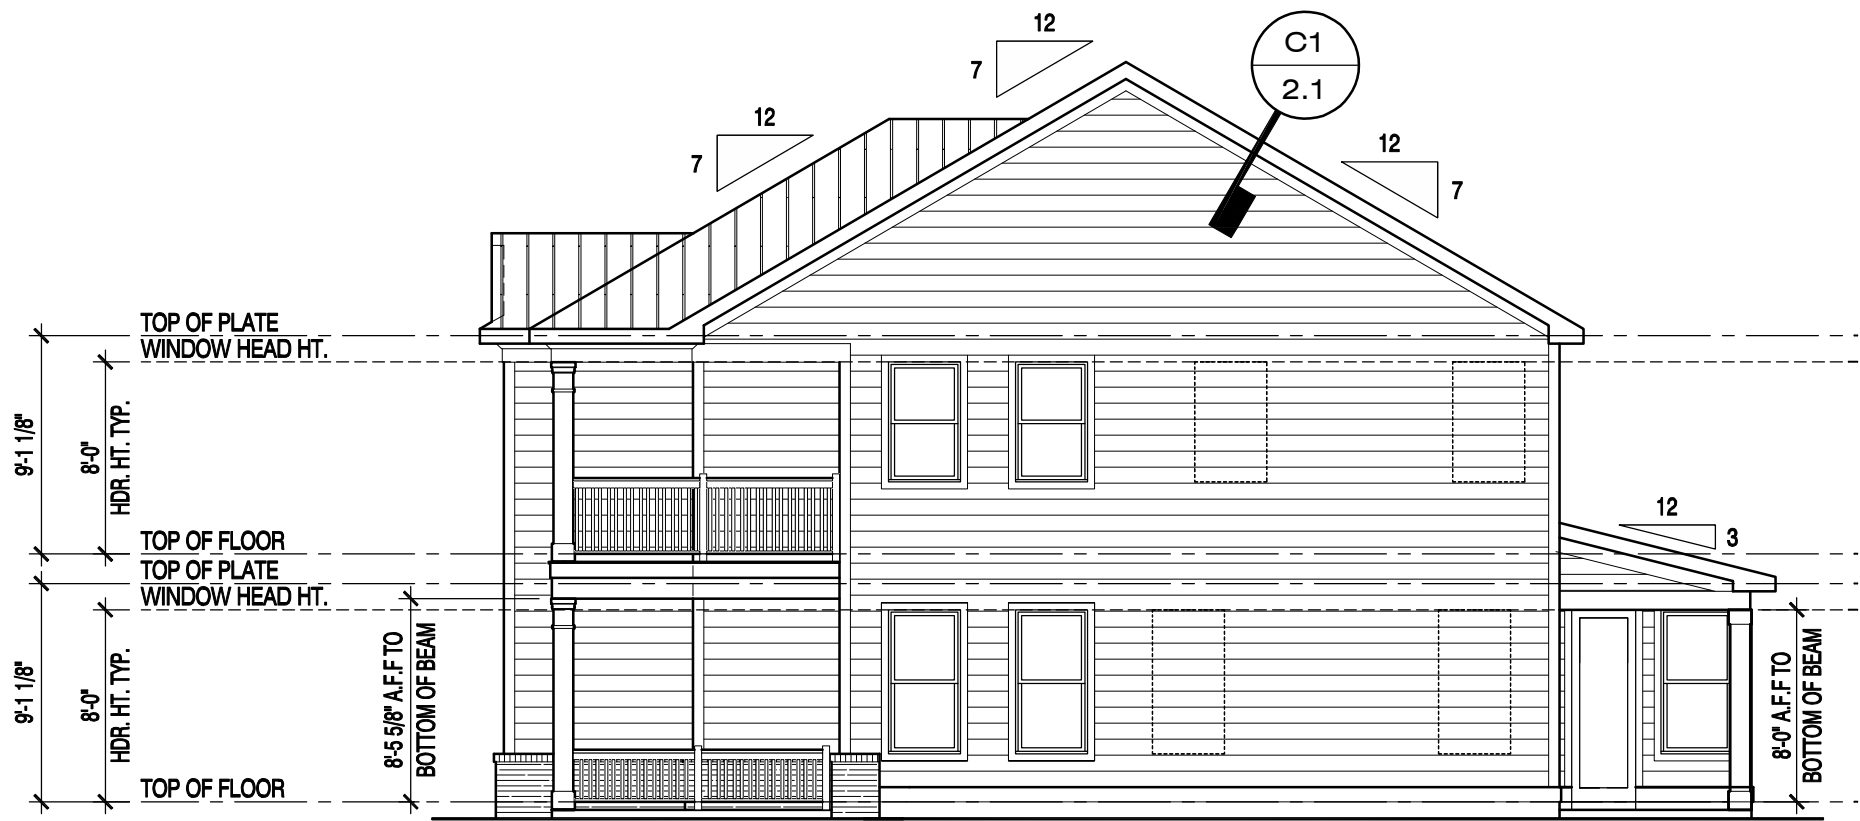 12
7
C1
2.1
12
7
12
7
TOP OF PLATE
WINDOW HEAD HT.
9'-1 1/8"
8'-0"
HDR. HT. TYP.
12
3
TOP OF FLOOR
TOP OF PLATE
WINDOW HEAD HT.
9'-1 1/8"
8'-0"
HDR. HT. TYP.
8'-5 5/8" A.F.F TO
BOTTOM OF BEAM
8'-0" A.F.F TO
BOTTOM OF BEAM
TOP OF FLOOR